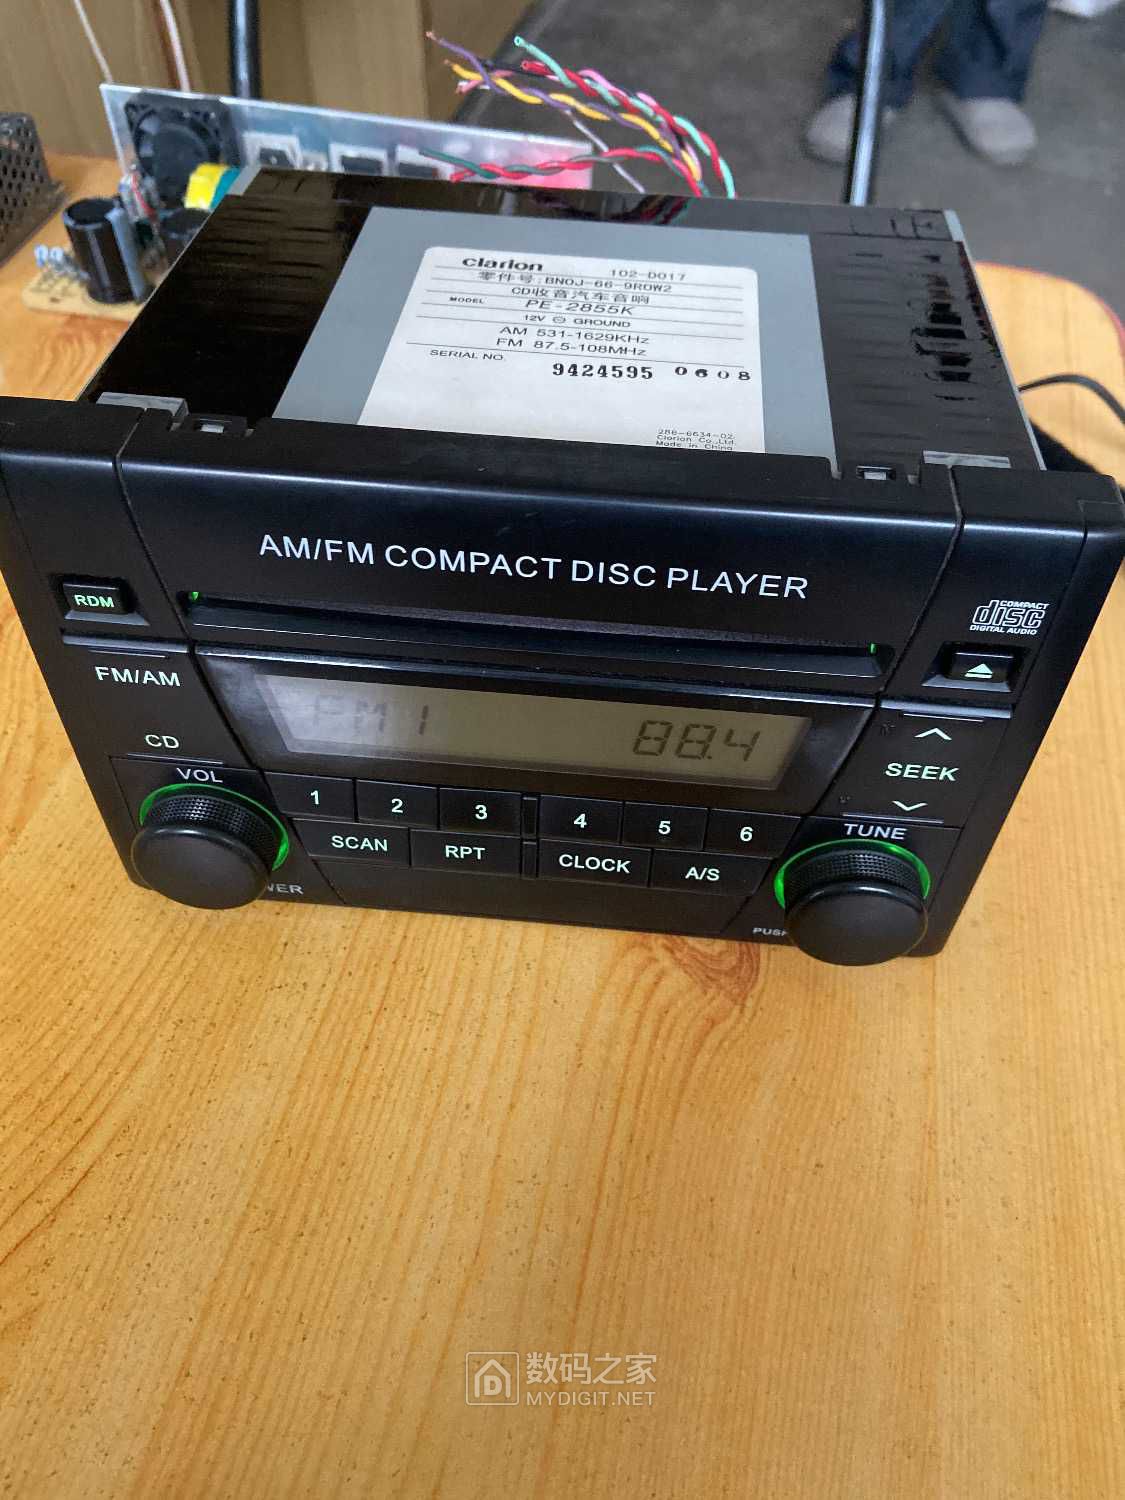 clarion
102-D017
零件号:BN0J-66-9R0W2
CD收音汽车音响
MODEL PE-2855K
12V ⊖ GROUND
AM 531-1629KHz
FM 87.5-108MHz
SERIAL NO.
9424595 0608
286-6634-02
Clarion Co.,Ltd.
Made in China
AM/FM COMPACT DISC PLAYER
RDM
COMPACT
disc
DIGITAL AUDIO
FM/AM
CD
FM1 88.4
SEEK
VOL
TUNE
1 2 3 4 5 6
SCAN RPT CLOCK A/S
WER
PUSH
数码之家
MYDIGIT.NET